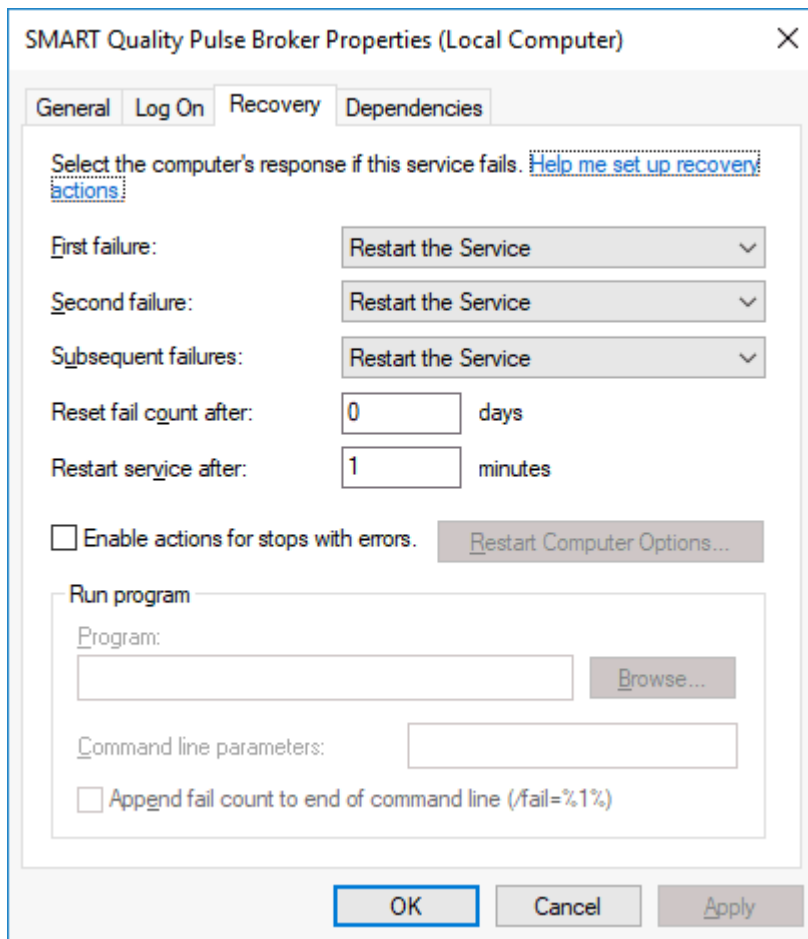 SMART Quality Pulse Broker Properties (Local Computer)
General Log On Recovery Dependencies
Select the computer's response if this service fails. Help me set up recovery
actions.
First failure: Restart the Service
Second failure: Restart the Service
Subsequent failures: Restart the Service
Reset fail count after: 0 days
Restart service after: 1 minutes
Enable actions for stops with errors. Restart Computer Options...
Run program
Program:
Browse...
Command line parameters:
Append fail count to end of command line (/fail=%1%)
OK Cancel Apply